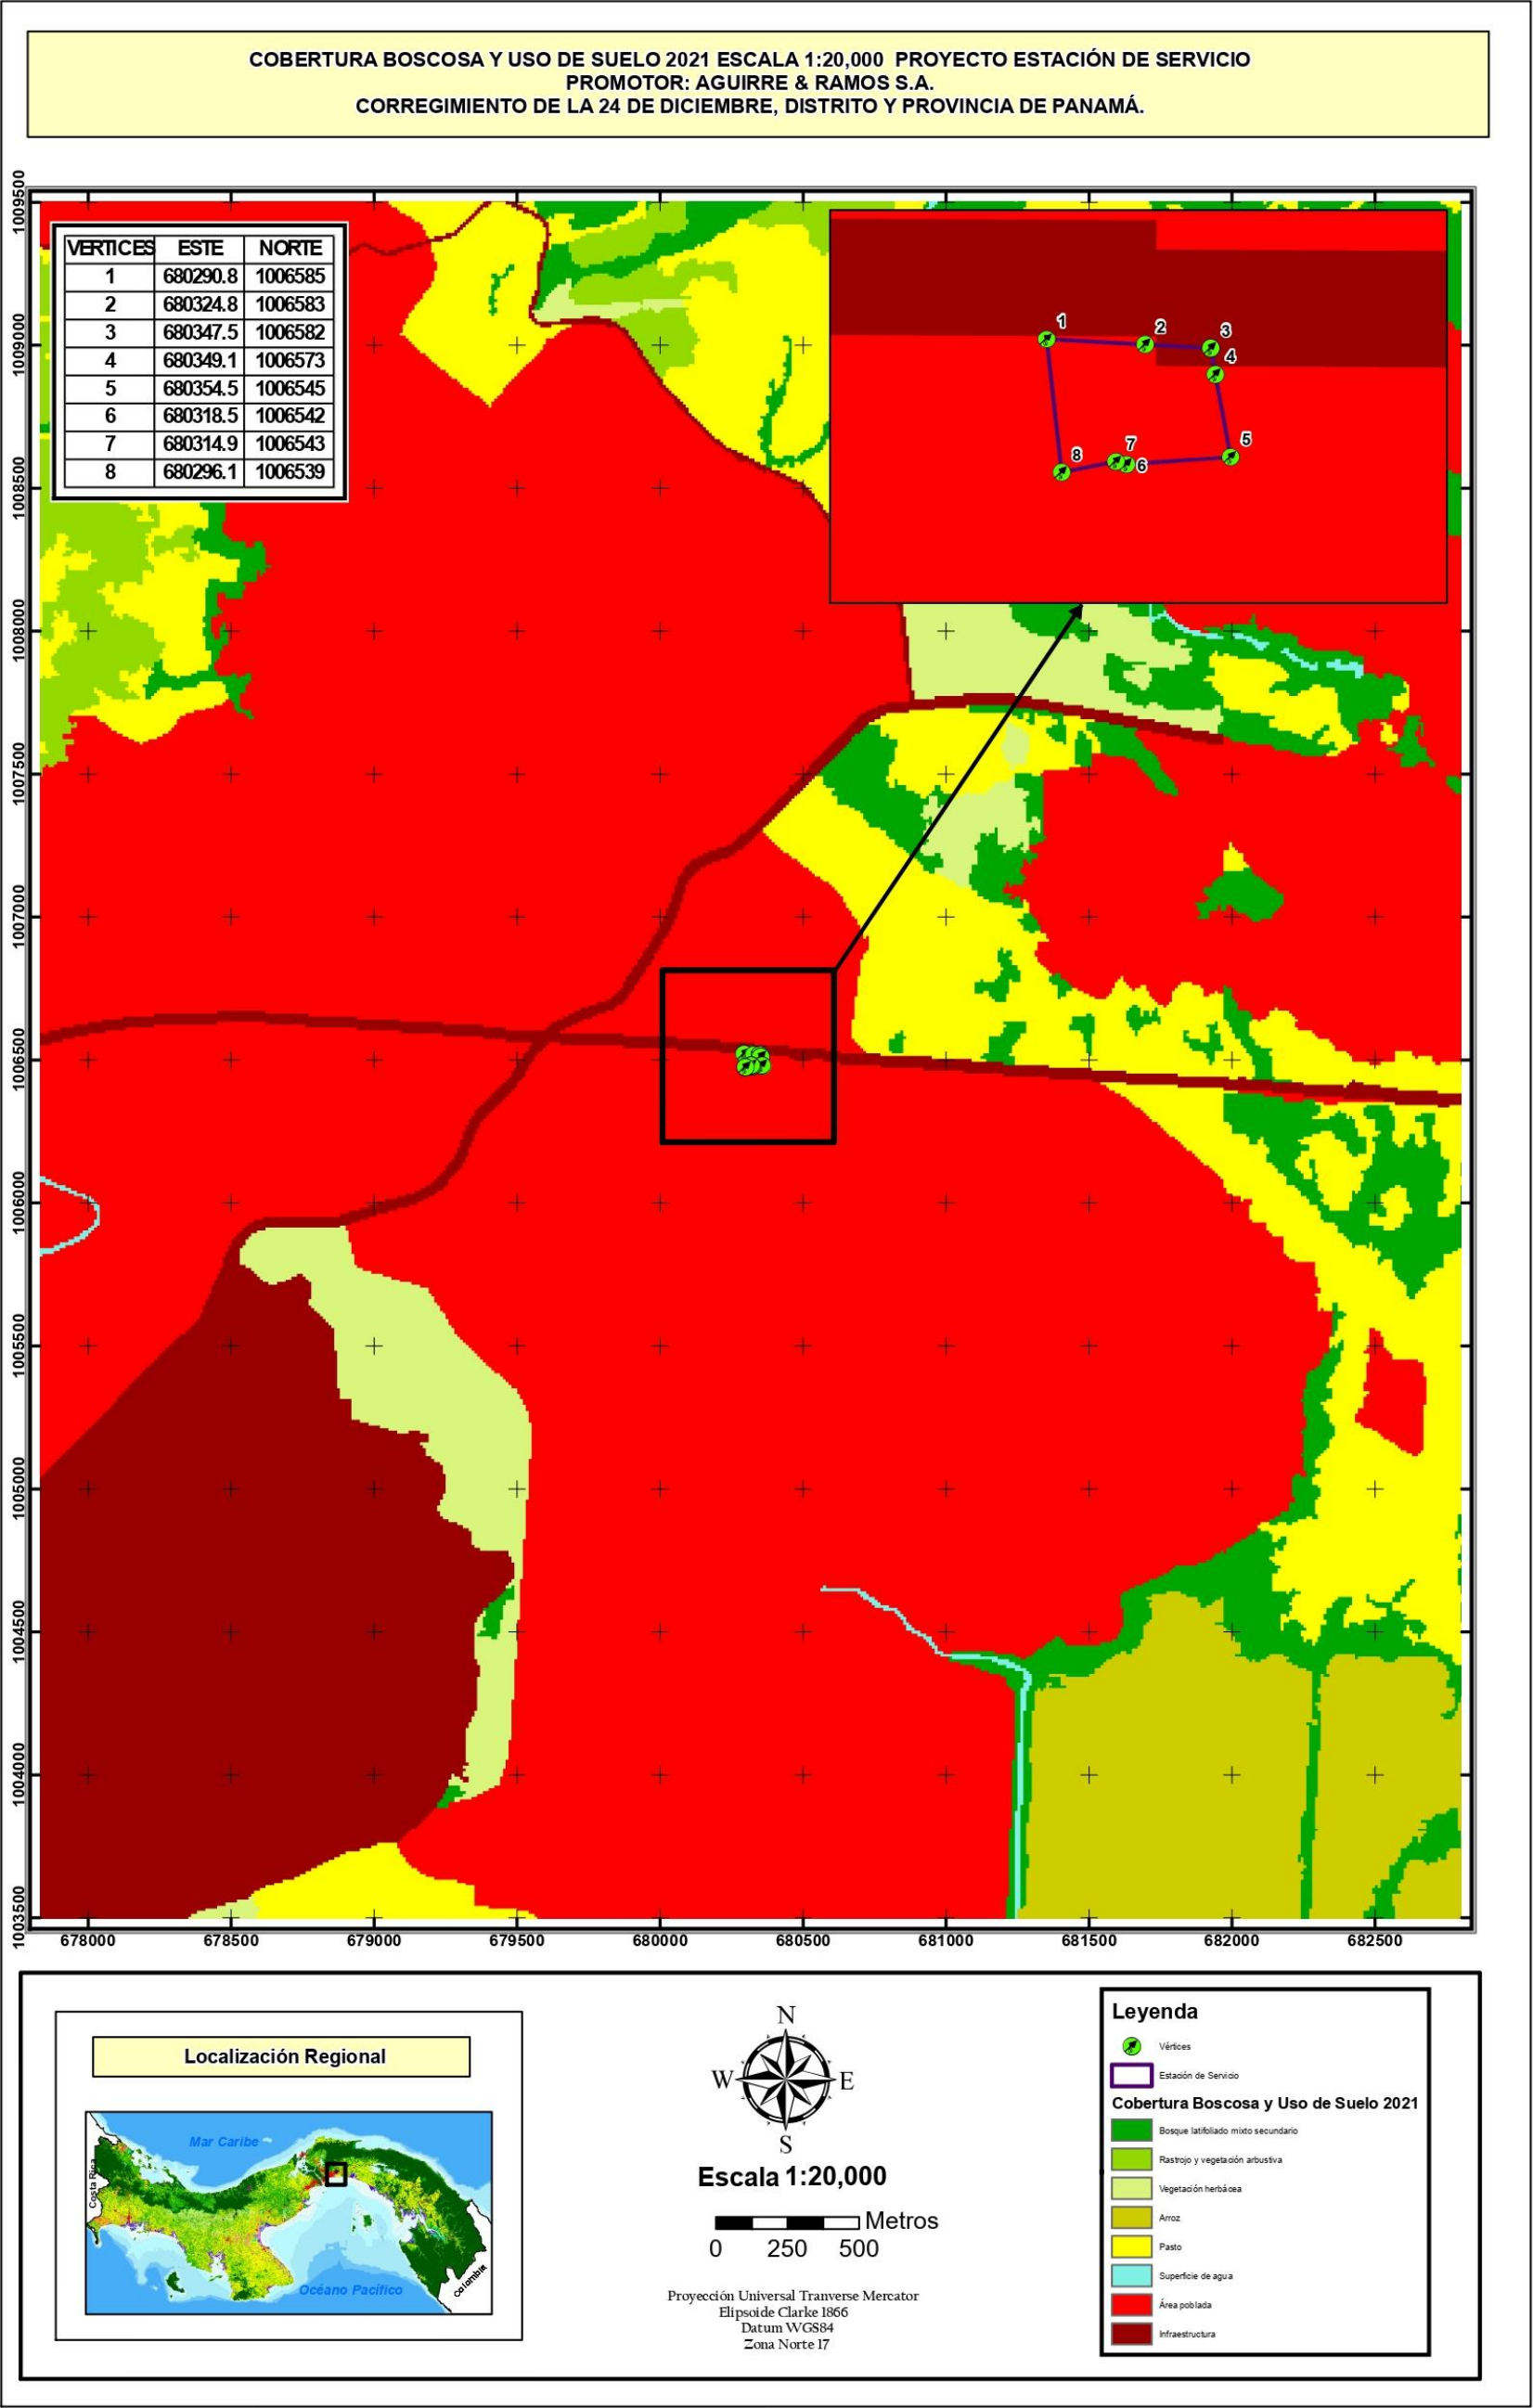 COBERTURA BOSCOSA Y USO DE SUELO 2021 ESCALA 1:20,000 PROYECTO ESTACIÓN DE SERVICIO
PROMOTOR: AGUIRRE & RAMOS S.A.
CORREGIMIENTO DE LA 24 DE DICIEMBRE, DISTRITO Y PROVINCIA DE PANAMÁ.
VERTICES ESTE NORTE
1 680290.8 1006585
2 680324.8 1006583
3 680347.5 1006582
4 680349.1 1006573
5 680354.5 1006545
6 680318.5 1006542
7 680314.9 1006543
8 680296.1 1006539
1
2
3
4
5
7
8
6
1009500
1009000
1008500
1008000
1007500
1007000
1006500
1006000
1005500
1005000
1004500
1004000
1003500
678000 678500 679000 679500 680000 680500 681000 681500 682000 682500
Localización Regional
Mar Caribe
Costa Rica
Océano Pacífico
Colombia
N
W E
S
Escala 1:20,000
Metros
0 250 500
Proyección Universal Tranverse Mercator
Elipsoide Clarke 1866
Datum WGS84
Zona Norte 17
Leyenda
Vértices
Estación de Servicio
Cobertura Boscosa y Uso de Suelo 2021
Bosque latifoliado mixto secundario
Rastrojo y vegetación arbustiva
Vegetación herbácea
Arroz
Pasto
Superficie de agua
Área poblada
Infraestructura